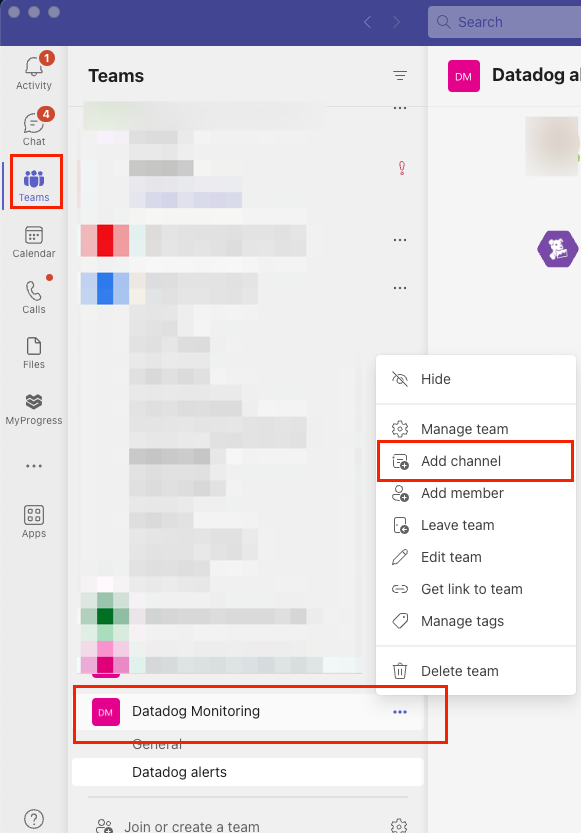 Search
1
Activity
4
Chat
Teams
Calendar
Calls
Files
MyProgress
Apps
Teams
DM
Datadog Monitoring
General
Datadog alerts
Join or create a team
DM
Datadog al
Hide
Manage team
Add channel
Add member
Leave team
Edit team
Get link to team
Manage tags
Delete team